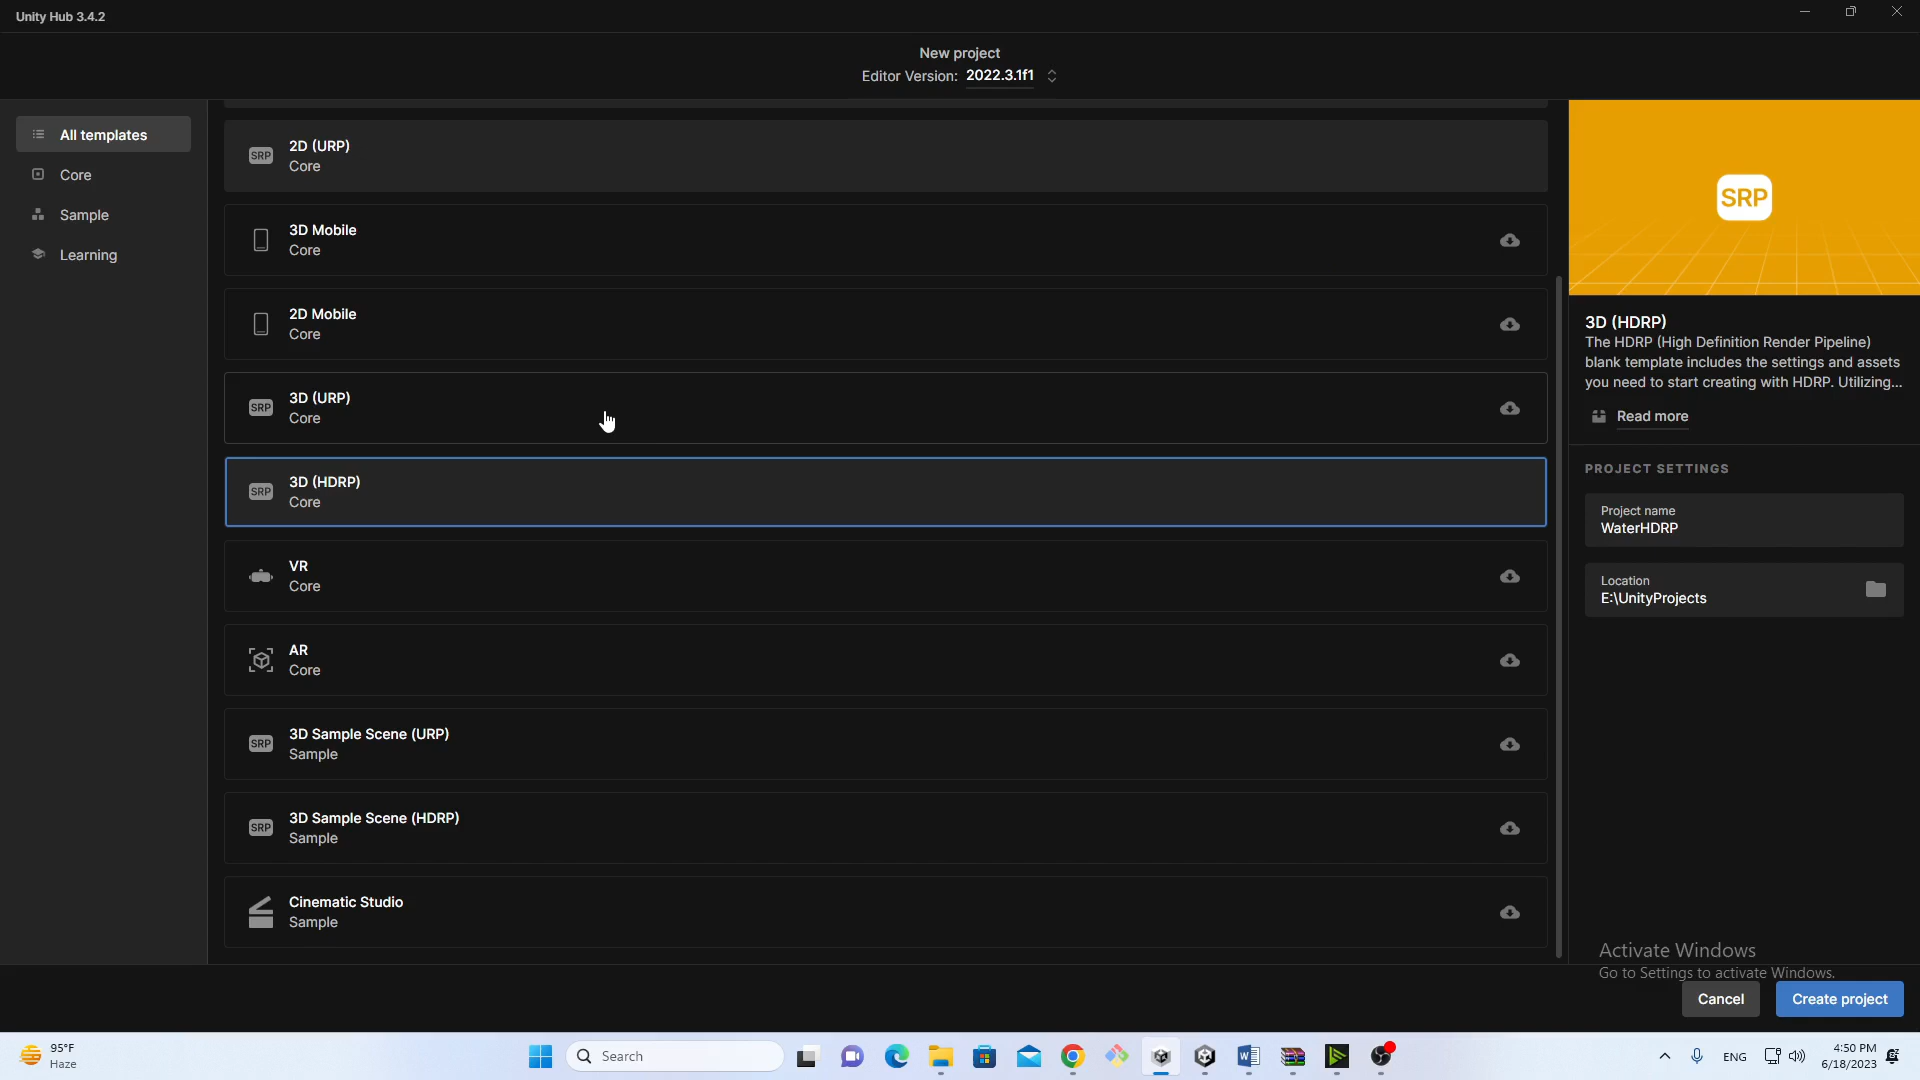 Unity Hub 3.4.2
New project
Editor Version: 2022.3.1f1
All templates
Core
Sample
Learning
SRP
2D (URP)
Core
3D Mobile
Core
2D Mobile
Core
SRP
3D (URP)
Core
SRP
3D (HDRP)
Core
VR
Core
AR
Core
SRP
3D Sample Scene (URP)
Sample
SRP
3D Sample Scene (HDRP)
Sample
Cinematic Studio
Sample
SRP
3D (HDRP)
The HDRP (High Definition Render Pipeline)
blank template includes the settings and assets
you need to start creating with HDRP. Utilizing...
Read more
PROJECT SETTINGS
Project name
WaterHDRP
Location
E:\UnityProjects
Activate Windows
Go to Settings to activate Windows.
Cancel
Create project
95°F
Haze
Search
ENG
4:50 PM
6/18/2023